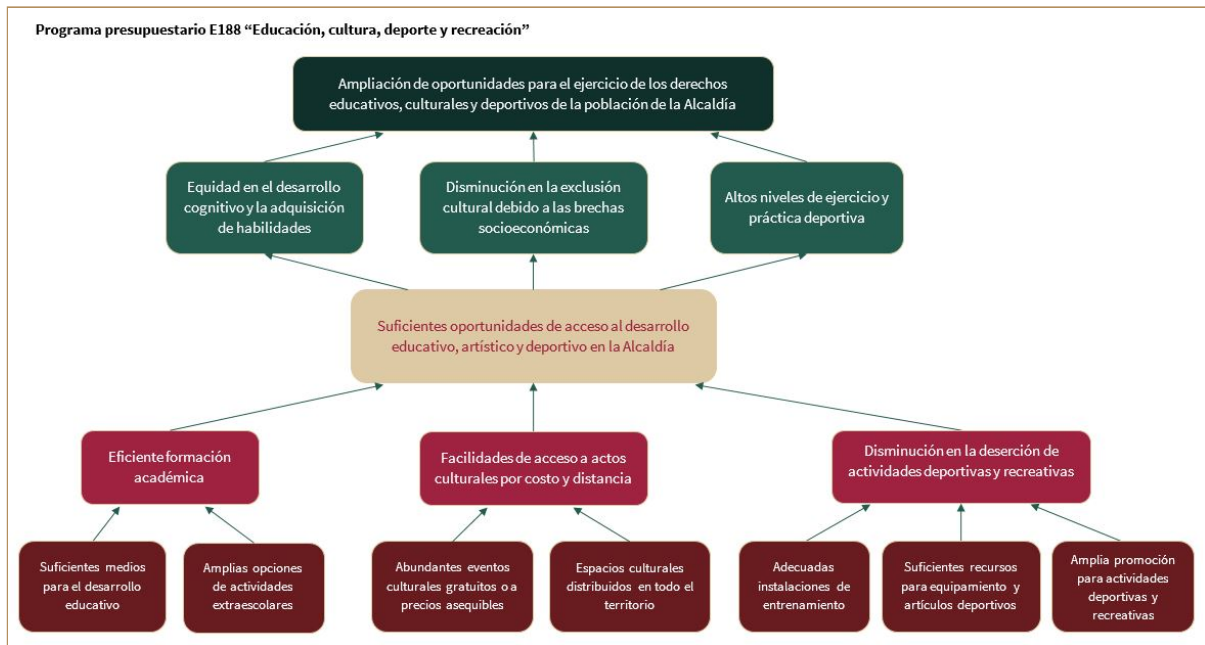 Programa presupuestario E188 “Educación, cultura, deporte y recreación”
Ampliación de oportunidades para el ejercicio de los derechos
educativos, culturales y deportivos de la población de la Alcaldía
Equidad en el desarrollo
cognitivo y la adquisición
de habilidades
Disminución en la exclusión
cultural debido a las brechas
socioeconómicas
Altos niveles de ejercicio y
práctica deportiva
Suficientes oportunidades de acceso al desarrollo
educativo, artístico y deportivo en la Alcaldía
Eficiente formación
académica
Facilidades de acceso a actos
culturales por costo y distancia
Disminución en la deserción de
actividades deportivas y recreativas
Suficientes medios
para el desarrollo
educativo
Amplias opciones
de actividades
extraescolares
Abundantes eventos
culturales gratuitos o a
precios asequibles
Espacios culturales
distribuidos en todo el
territorio
Adecuadas
instalaciones de
entrenamiento
Suficientes recursos
para equipamiento y
artículos deportivos
Amplia promoción
para actividades
deportivas y
recreativas